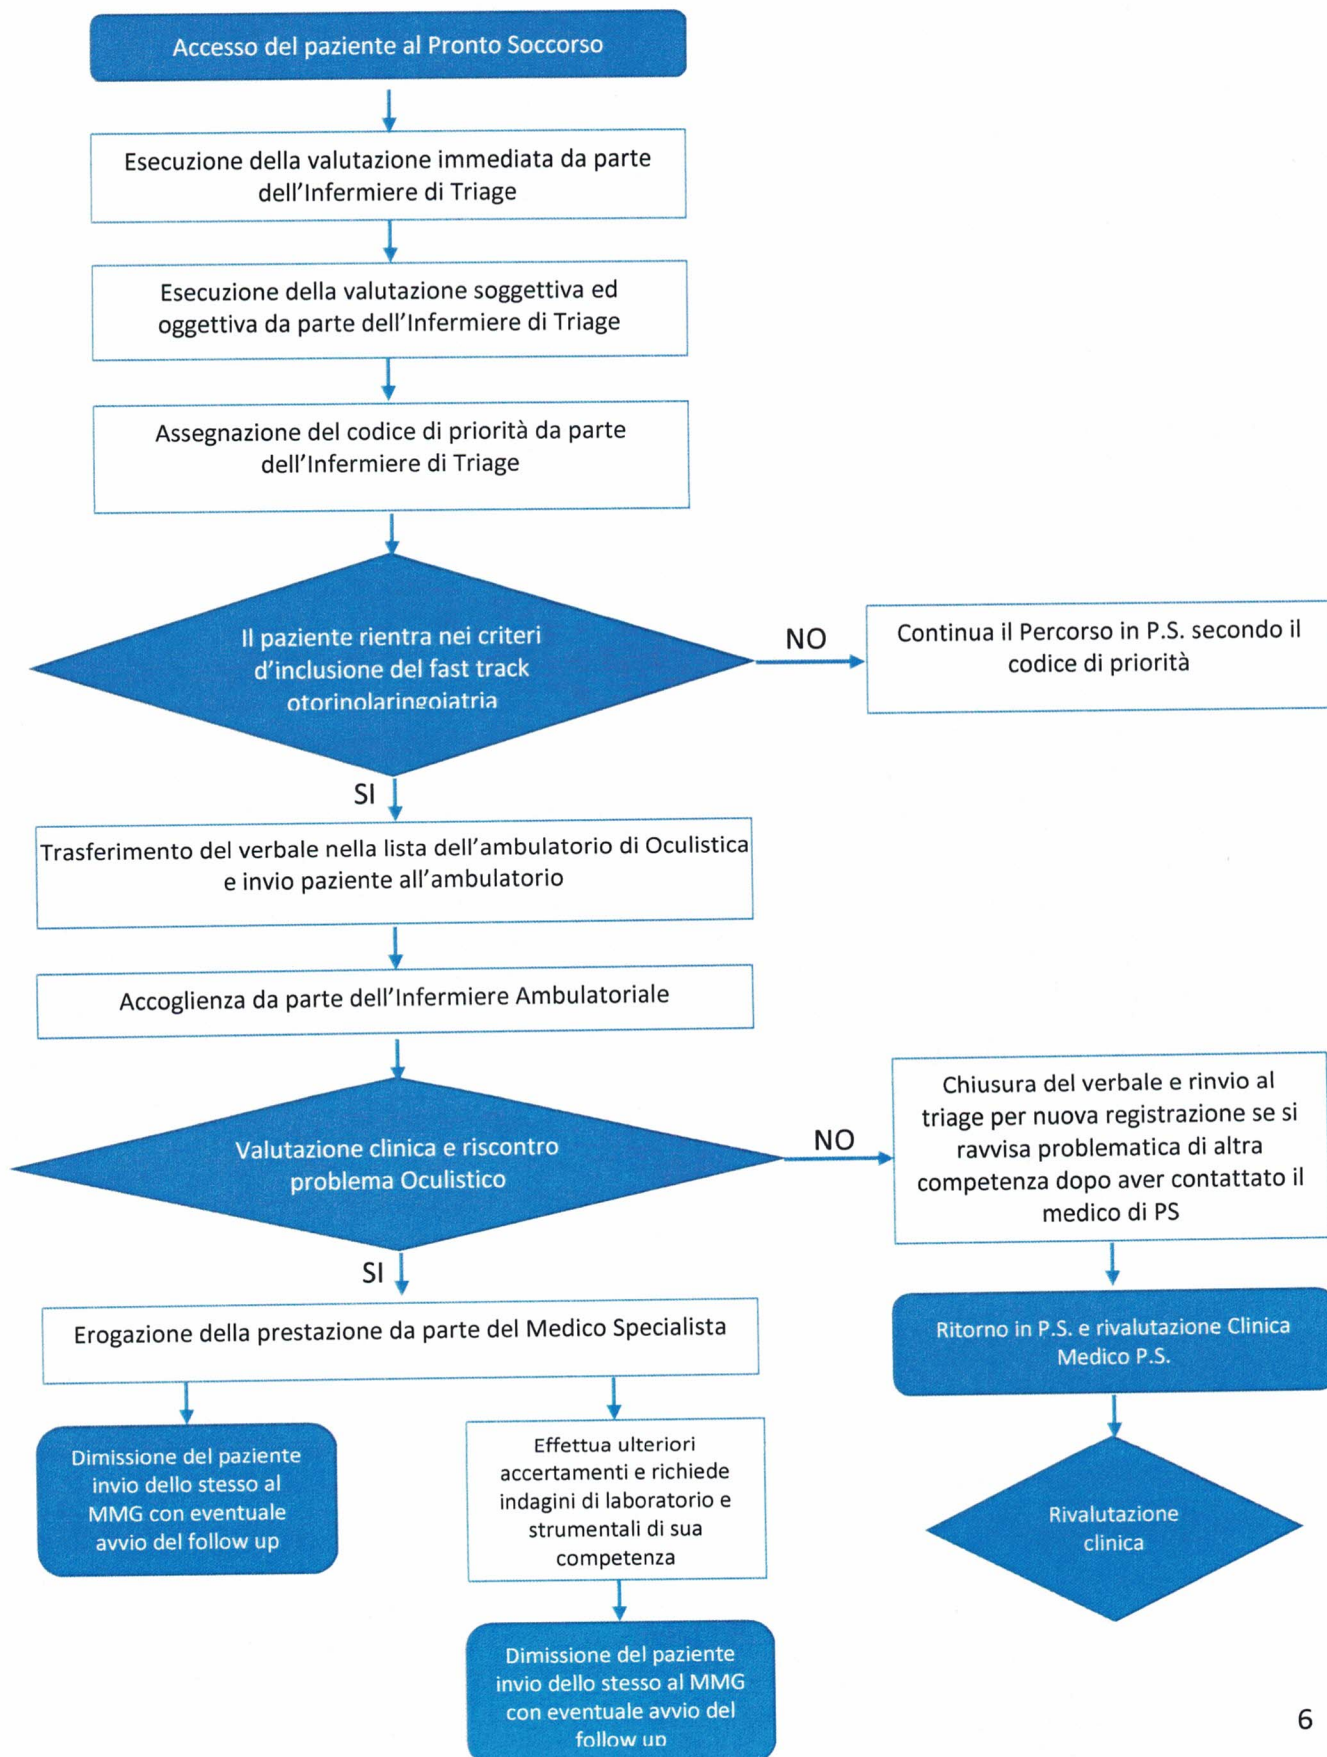 Accesso del paziente al Pronto Soccorso
Esecuzione della valutazione immediata da parte
dell'Infermiere di Triage
Esecuzione della valutazione soggettiva ed
oggettiva da parte dell'Infermiere di Triage
Assegnazione del codice di priorità da parte
dell'Infermiere di Triage
Il paziente rientra nei criteri
d'inclusione del fast track
otorinolaringoiatria
NO
Continua il Percorso in P.S. secondo il
codice di priorità
SI
Trasferimento del verbale nella lista dell'ambulatorio di Oculistica
e invio paziente all'ambulatorio
Accoglienza da parte dell'Infermiere Ambulatoriale
Valutazione clinica e riscontro
problema Oculistico
NO
Chiusura del verbale e rinvio al
triage per nuova registrazione se si
ravvisa problematica di altra
competenza dopo aver contattato il
medico di PS
SI
Erogazione della prestazione da parte del Medico Specialista
Ritorno in P.S. e rivalutazione Clinica
Medico P.S.
Dimissione del paziente
invio dello stesso al
MMG con eventuale
avvio del follow up
Effettua ulteriori
accertamenti e richiede
indagini di laboratorio e
strumentali di sua
competenza
Rivalutazione
clinica
Dimissione del paziente
invio dello stesso al MMG
con eventuale avvio del
follow up
6